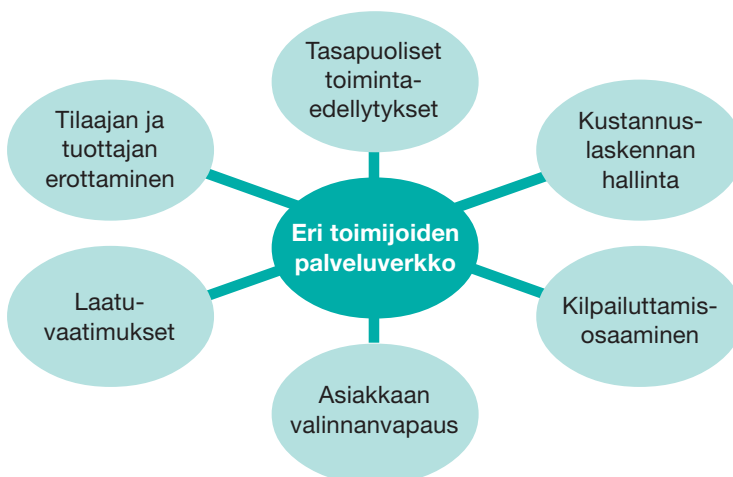 Tasapuoliset
toiminta-
edellytykset
Tilaajan ja
tuottajan
erottaminen
Kustannus-
laskennan
hallinta
Eri toimijoiden
palveluverkko
Laatu-
vaatimukset
Kilpailuttamis-
osaaminen
Asiakkaan
valinnanvapaus